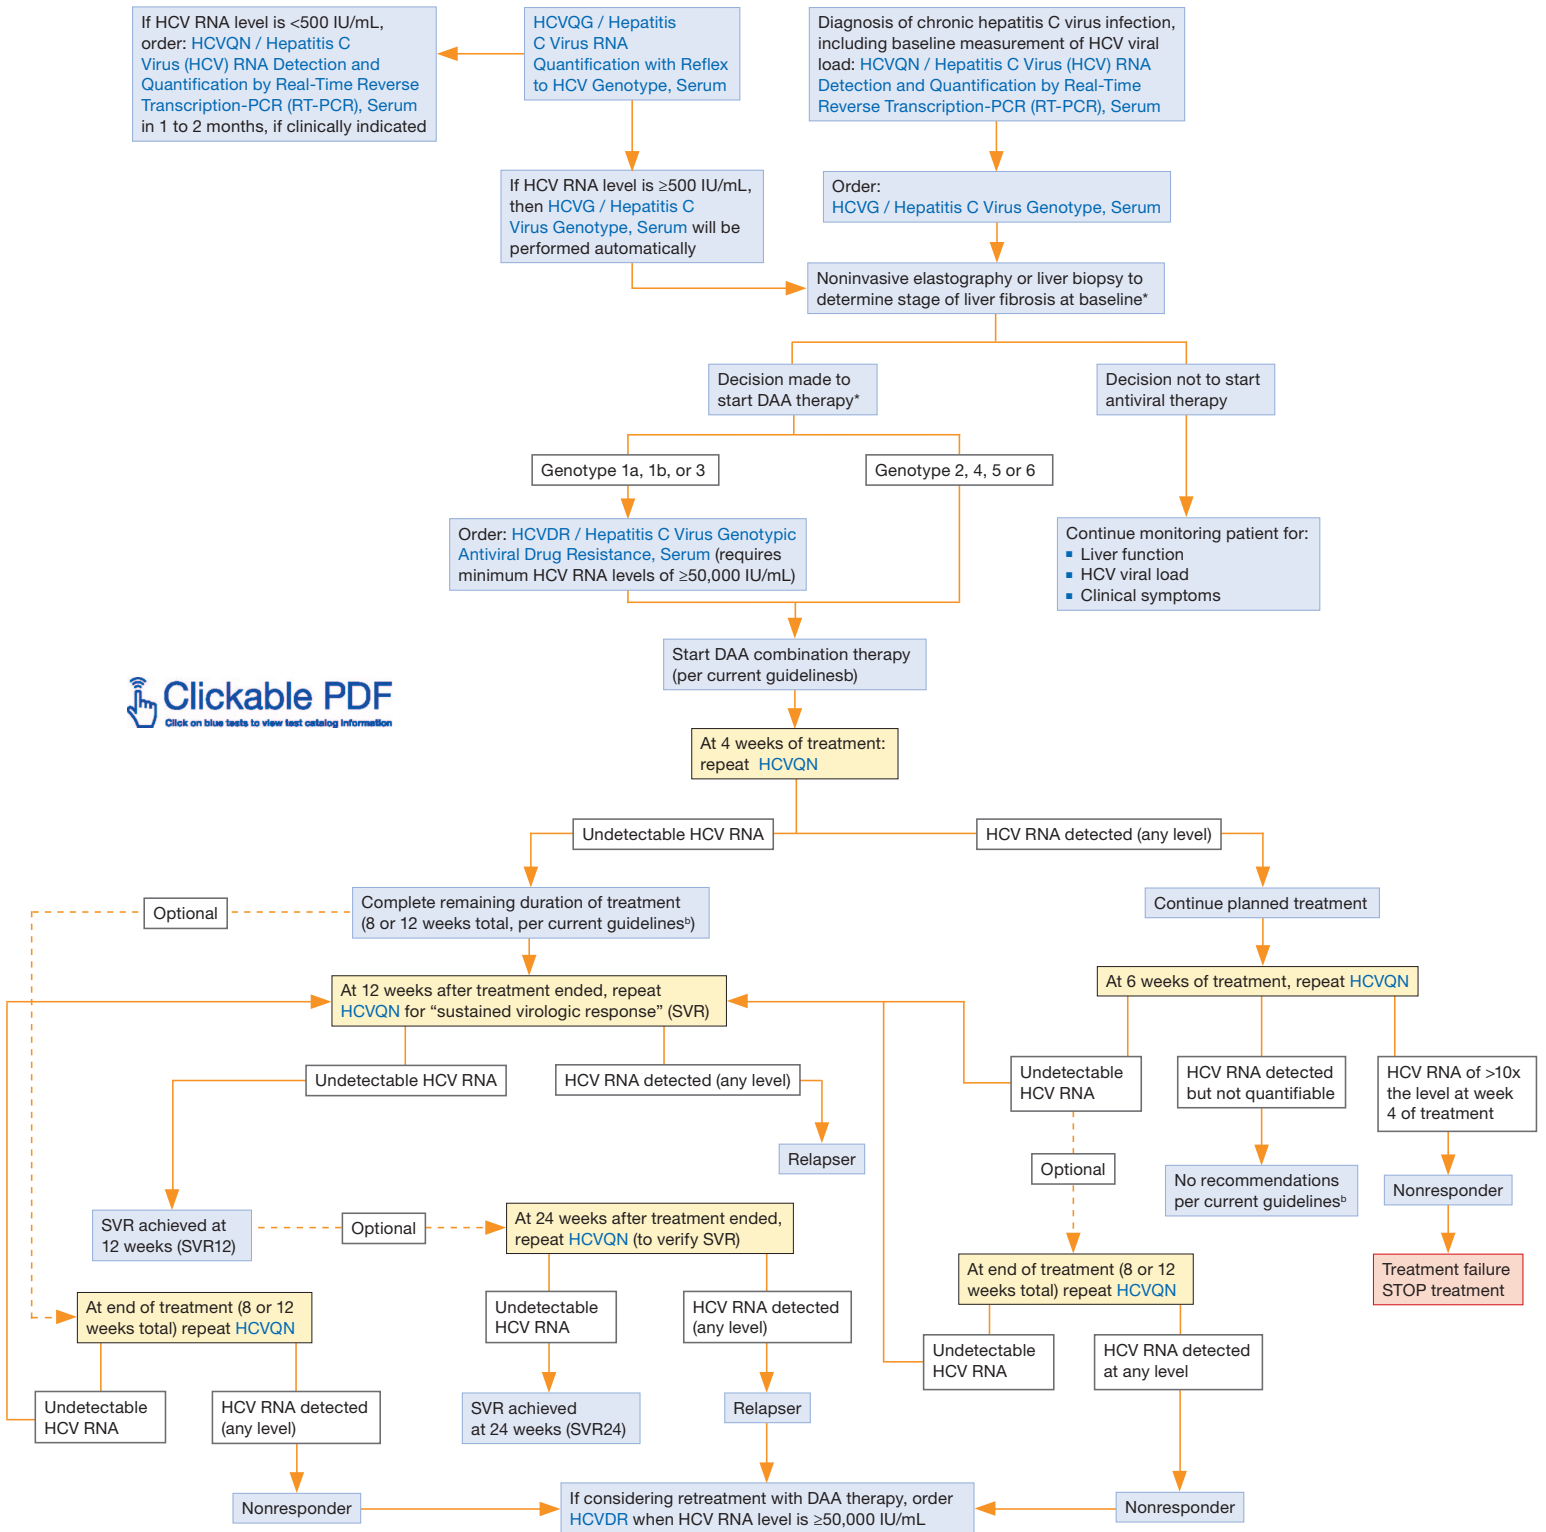 If HCV RNA level is <500 IU/mL,
order: HCVQN / Hepatitis C
Virus (HCV) RNA Detection and
Quantification by Real-Time Reverse
Transcription-PCR (RT-PCR), Serum
in 1 to 2 months, if clinically indicated
HCVQG / Hepatitis
C Virus RNA
Quantification with Reflex
to HCV Genotype, Serum
Diagnosis of chronic hepatitis C virus infection,
including baseline measurement of HCV viral
load: HCVQN / Hepatitis C Virus (HCV) RNA
Detection and Quantification by Real-Time
Reverse Transcription-PCR (RT-PCR), Serum
If HCV RNA level is ≥500 IU/mL,
then HCVG / Hepatitis C
Virus Genotype, Serum will be
performed automatically
Order:
HCVG / Hepatitis C Virus Genotype, Serum
Noninvasive elastography or liver biopsy to
determine stage of liver fibrosis at baseline*
Decision made to
start DAA therapy*
Decision not to start
antiviral therapy
Genotype 1a, 1b, or 3
Genotype 2, 4, 5 or 6
Order: HCVDR / Hepatitis C Virus Genotypic
Antiviral Drug Resistance, Serum (requires
minimum HCV RNA levels of ≥50,000 IU/mL)
Continue monitoring patient for:
▪ Liver function
▪ HCV viral load
▪ Clinical symptoms
Start DAA combination therapy
(per current guidelinesb)
Clickable PDF
Click on blue tests to view test catalog information
At 4 weeks of treatment:
repeat HCVQN
Undetectable HCV RNA
HCV RNA detected (any level)
Optional
Complete remaining duration of treatment
(8 or 12 weeks total, per current guidelinesᵇ)
Continue planned treatment
At 12 weeks after treatment ended, repeat
HCVQN for “sustained virologic response” (SVR)
At 6 weeks of treatment, repeat HCVQN
Undetectable HCV RNA
HCV RNA detected (any level)
Undetectable
HCV RNA
HCV RNA detected
but not quantifiable
HCV RNA of >10x
the level at week
4 of treatment
Relapser
Optional
No recommendations
per current guidelinesᵇ
Nonresponder
SVR achieved at
12 weeks (SVR12)
Optional
At 24 weeks after treatment ended,
repeat HCVQN (to verify SVR)
At end of treatment (8 or 12
weeks total) repeat HCVQN
Treatment failure
STOP treatment
At end of treatment (8 or 12
weeks total) repeat HCVQN
Undetectable
HCV RNA
HCV RNA detected
(any level)
Undetectable
HCV RNA
HCV RNA detected
at any level
Undetectable
HCV RNA
HCV RNA detected
(any level)
SVR achieved
at 24 weeks (SVR24)
Relapser
Nonresponder
If considering retreatment with DAA therapy, order
HCVDR when HCV RNA level is ≥50,000 IU/mL
Nonresponder